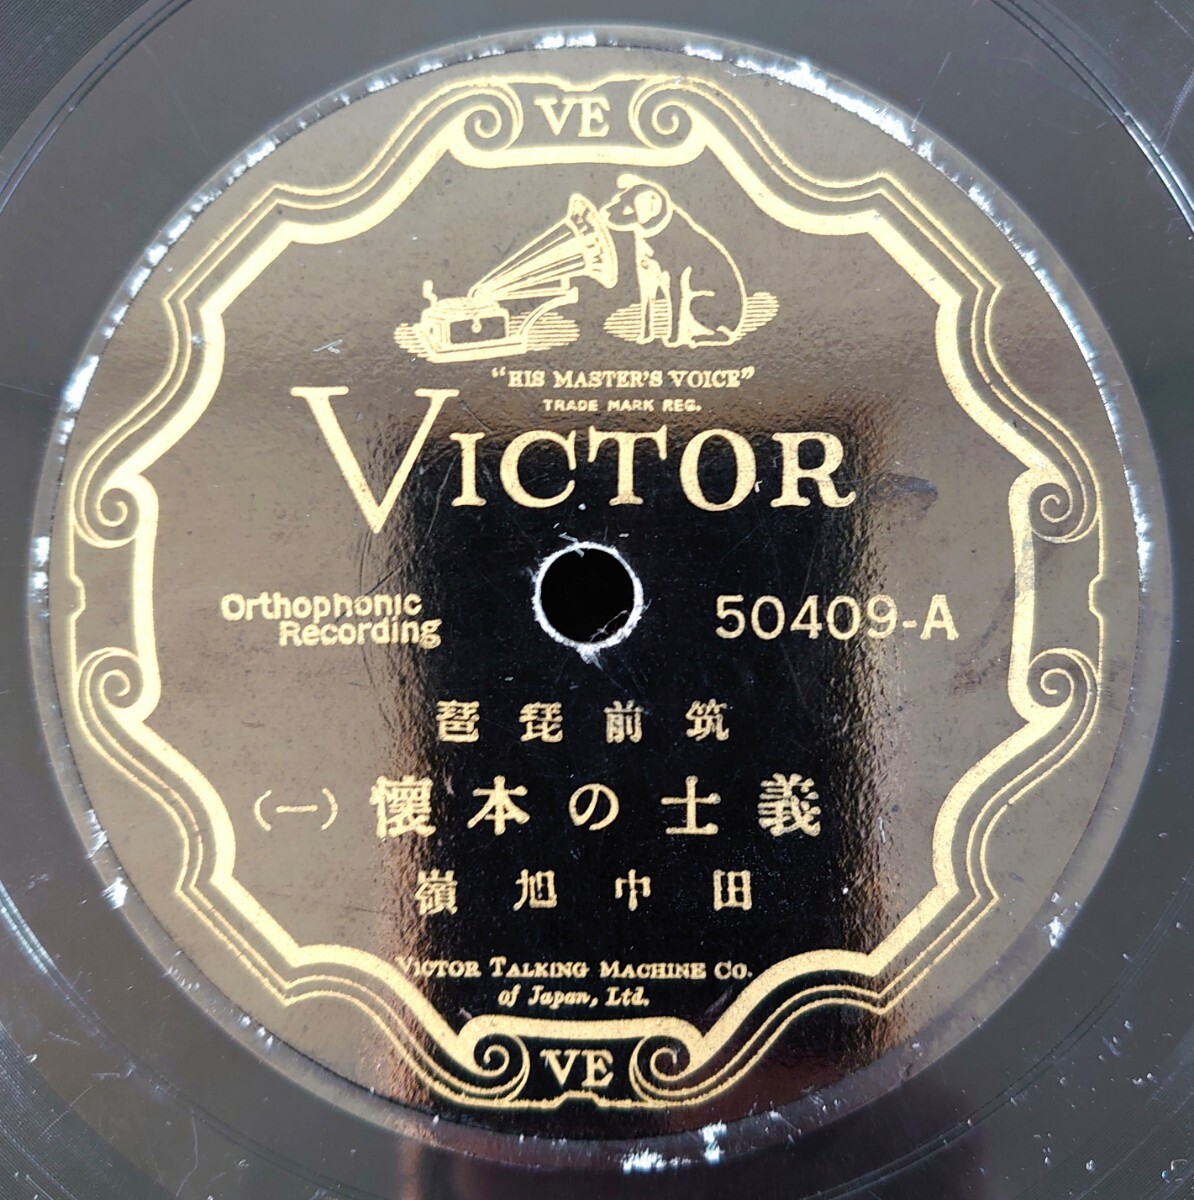 VE
“HIS MASTER'S VOICE”
TRADE MARK REG.
VICTOR
Orthophonic
Recording
50409-A
筑前琵琶
義士の本懐(一)
田中旭嶺
VICTOR TALKING MACHINE CO.
of Japan, Ltd.
VE